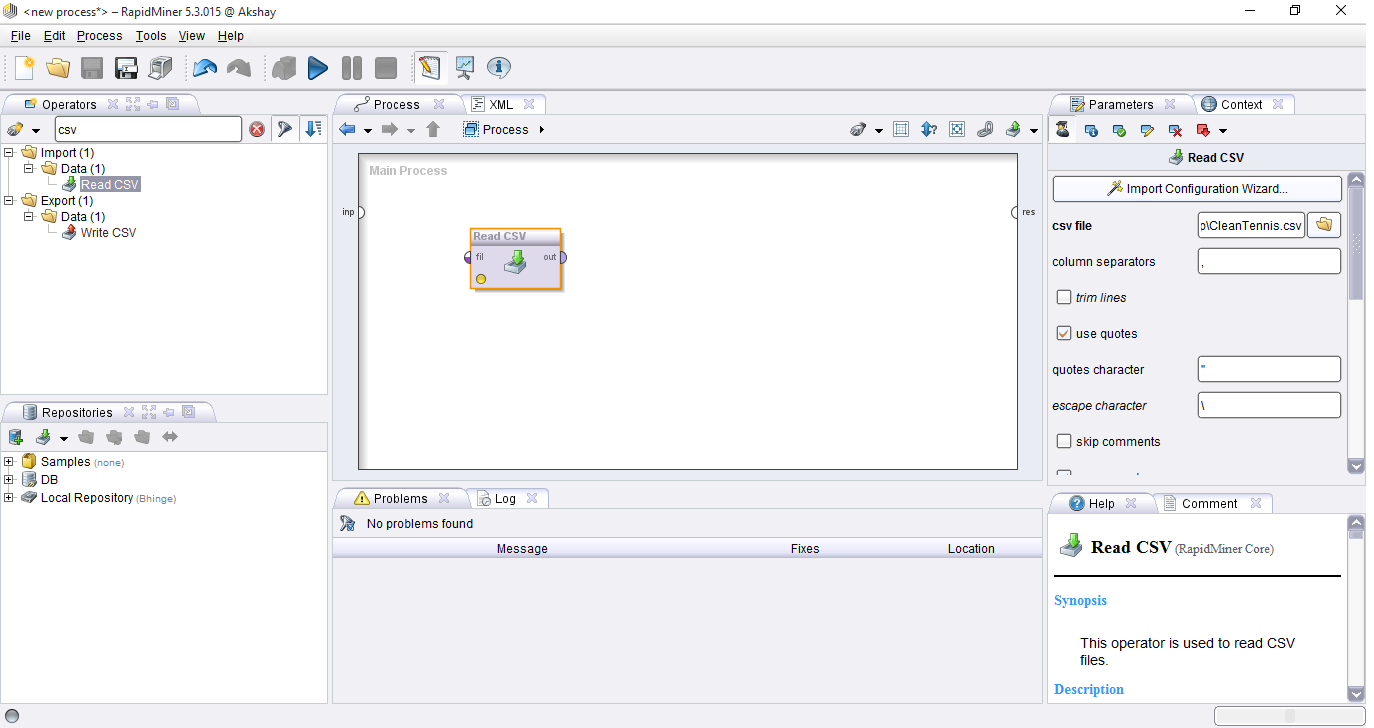 <new process*> – RapidMiner 5.3.015 @ Akshay
File Edit Process Tools View Help
Operators
csv
Import (1)
Data (1)
Read CSV
Export (1)
Data (1)
Write CSV
Repositories
Samples (none)
DB
Local Repository (Bhinge)
Process XML
Process
Main Process
inp
res
Read CSV
fil out
Problems Log
No problems found
Message Fixes Location
Parameters Context
Read CSV
Import Configuration Wizard...
csv file \CleanTennis.csv
column separators ,
trim lines
use quotes
quotes character "
escape character \
skip comments
Help Comment
Read CSV (RapidMiner Core)
Synopsis
This operator is used to read CSV
files.
Description